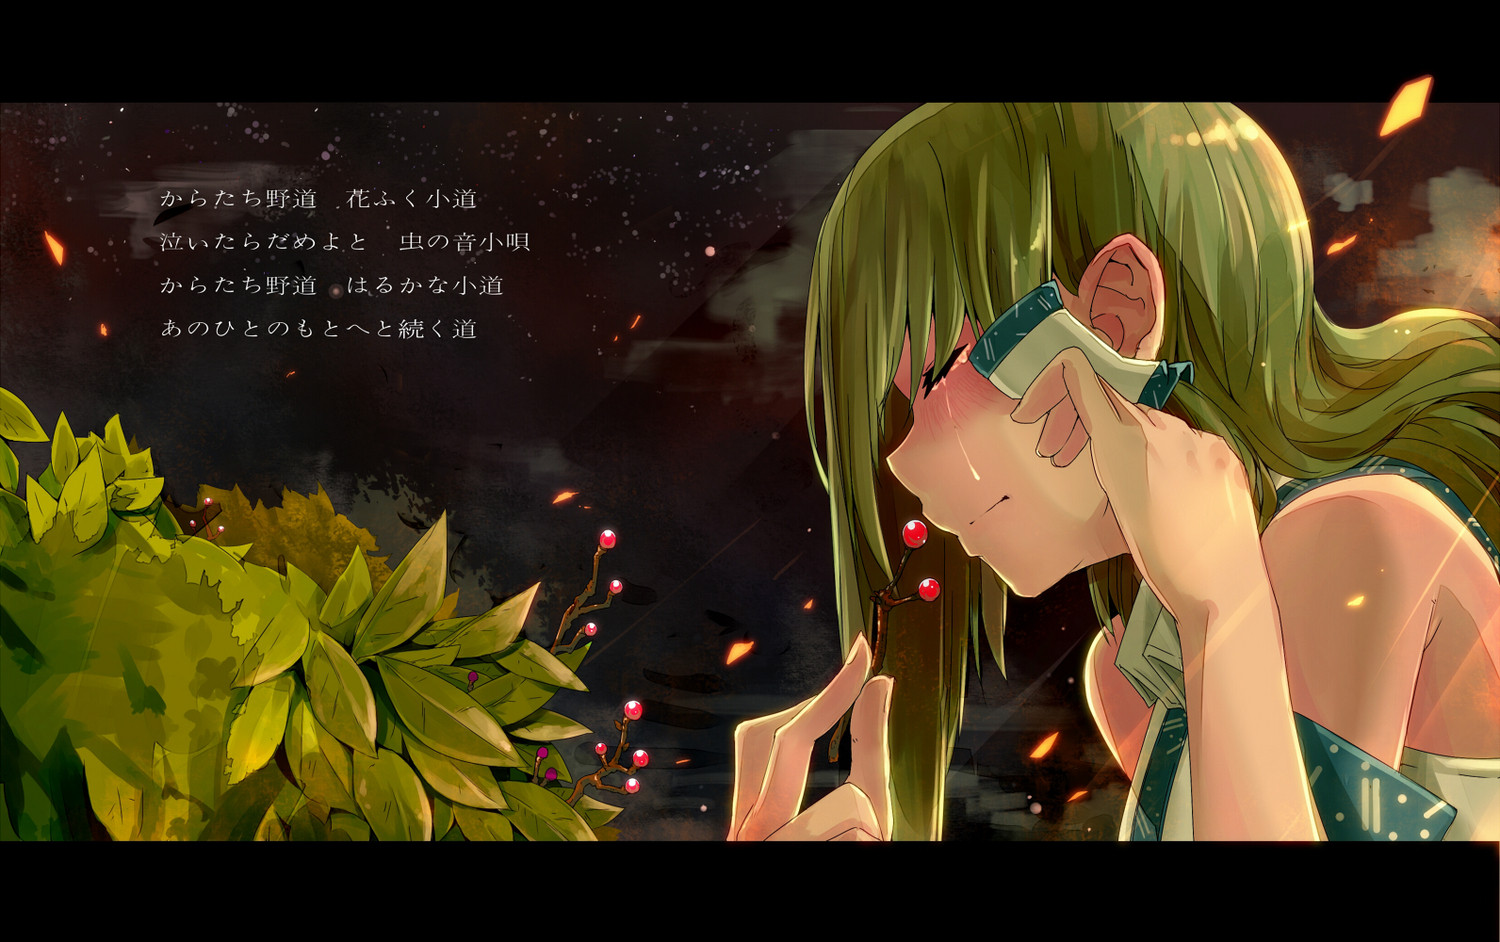 からたち野道　花ふく小道
泣いたらだめよと　虫の音小唄
からたち野道　はるかな小道
あのひとのもとへと続く道